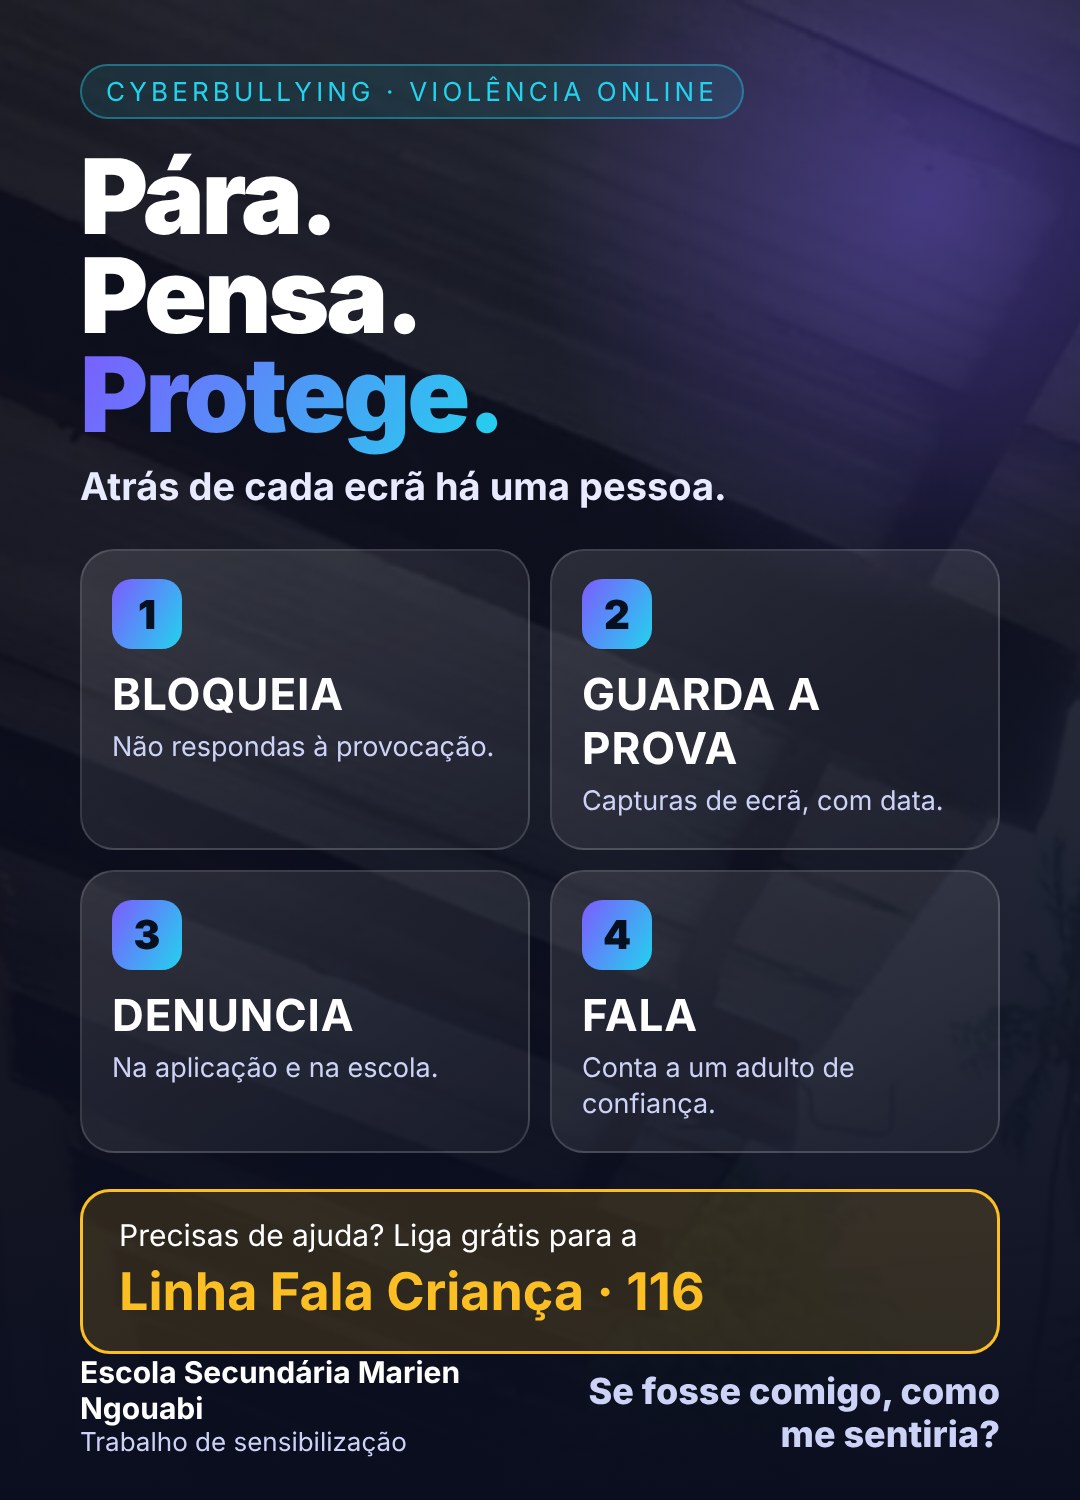 CYBERBULLYING · VIOLÊNCIA ONLINE
Pára.
Pensa.
Protege.
Atrás de cada ecrã há uma pessoa.
1
BLOQUEIA
Não respondas à provocação.
2
GUARDA A
PROVA
Capturas de ecrã, com data.
3
DENUNCIA
Na aplicação e na escola.
4
FALA
Conta a um adulto de
confiança.
Precisas de ajuda? Liga grátis para a
Linha Fala Criança · 116
Escola Secundária Marien
Ngouabi
Trabalho de sensibilização
Se fosse comigo, como
me sentiria?